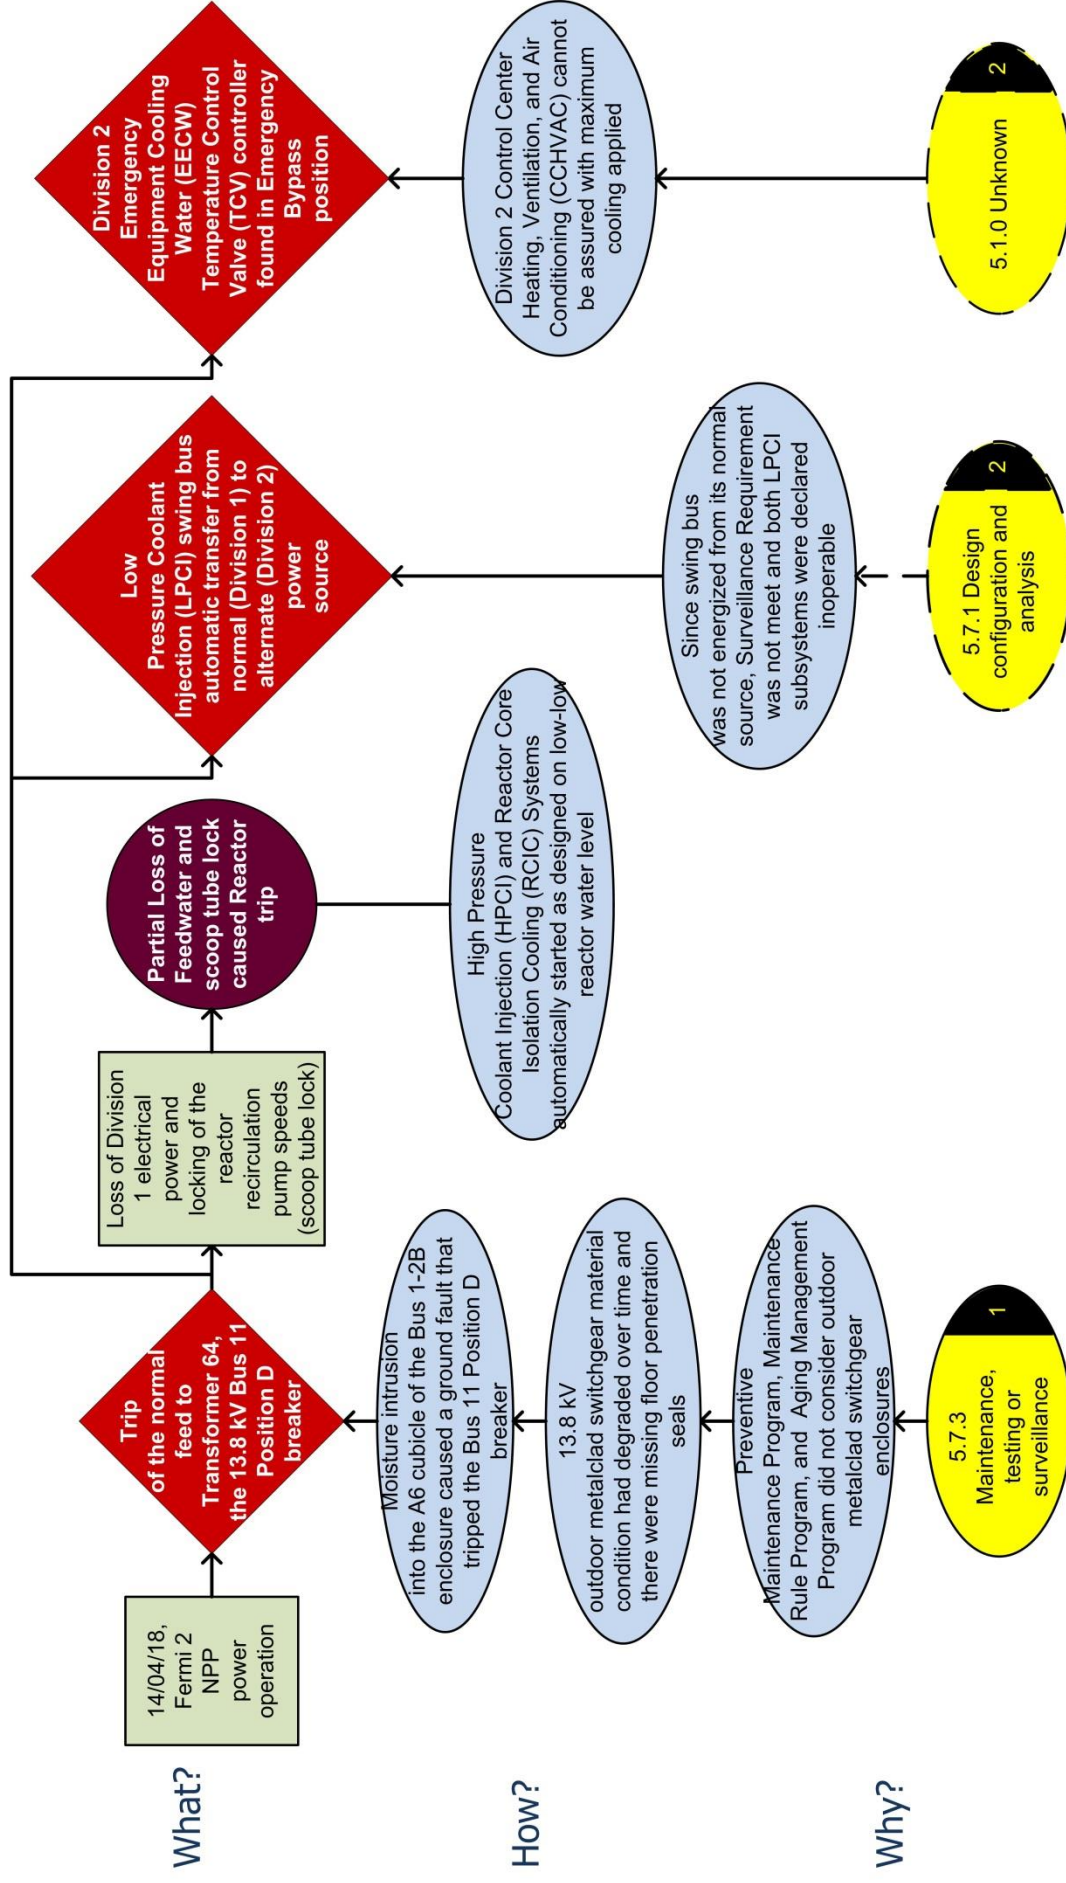 What?
14/04/18,
Fermi 2
NPP
power
operation
Trip
of the normal
feed to
Transformer 64,
the 13.8 kV Bus 11
Position D
breaker
Loss of Division
1 electrical
power and
locking of the
reactor
recirculation
pump speeds
(scoop tube lock)
Partial Loss of
Feedwater and
scoop tube lock
caused Reactor
trip
Low
Pressure Coolant
Injection (LPCI) swing bus
automatic transfer from
normal (Division 1) to
alternate (Division 2)
power
source
Division 2
Emergency
Equipment Cooling
Water (EECW)
Temperature Control
Valve (TCV) controller
found in Emergency
Bypass
position
How?
Moisture intrusion
into the A6 cubicle of the Bus 1-2B
enclosure caused a ground fault that
tripped the Bus 11 Position D
breaker
13.8 kV
outdoor metalclad switchgear material
condition had degraded over time and
there were missing floor penetration
seals
High Pressure
Coolant Injection (HPCI) and Reactor Core
Isolation Cooling (RCIC) Systems
automatically started as designed on low-low
reactor water level
Since swing bus
was not energized from its normal
source, Surveillance Requirement
was not meet and both LPCI
subsystems were declared
inoperable
Division 2 Control Center
Heating, Ventilation, and Air
Conditioning (CCHVAC) cannot
be assured with maximum
cooling applied
Why?
Preventive
Maintenance Program, Maintenance
Rule Program, and Aging Management
Program did not consider outdoor
metalclad switchgear
enclosures
5.7.3
Maintenance,
testing or
surveillance
1
5.7.1 Design
configuration and
analysis
2
5.1.0 Unknown
2